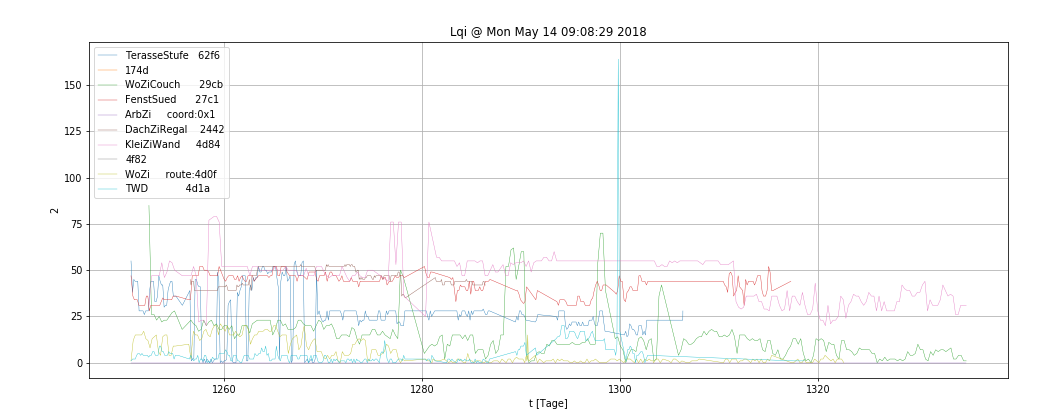 Lqi @ Mon May 14 09:08:29 2018
TerasseStufe 62f6
174d
WoZiCouch 29cb
FenstSued 27c1
ArbZi coord:0x1
DachZiRegal 2442
KleiZiWand 4d84
4f82
WoZi route:4d0f
TWD 4d1a
150
125
100
75
50
25
0
2
1260 1280 1300 1320
t [Tage]